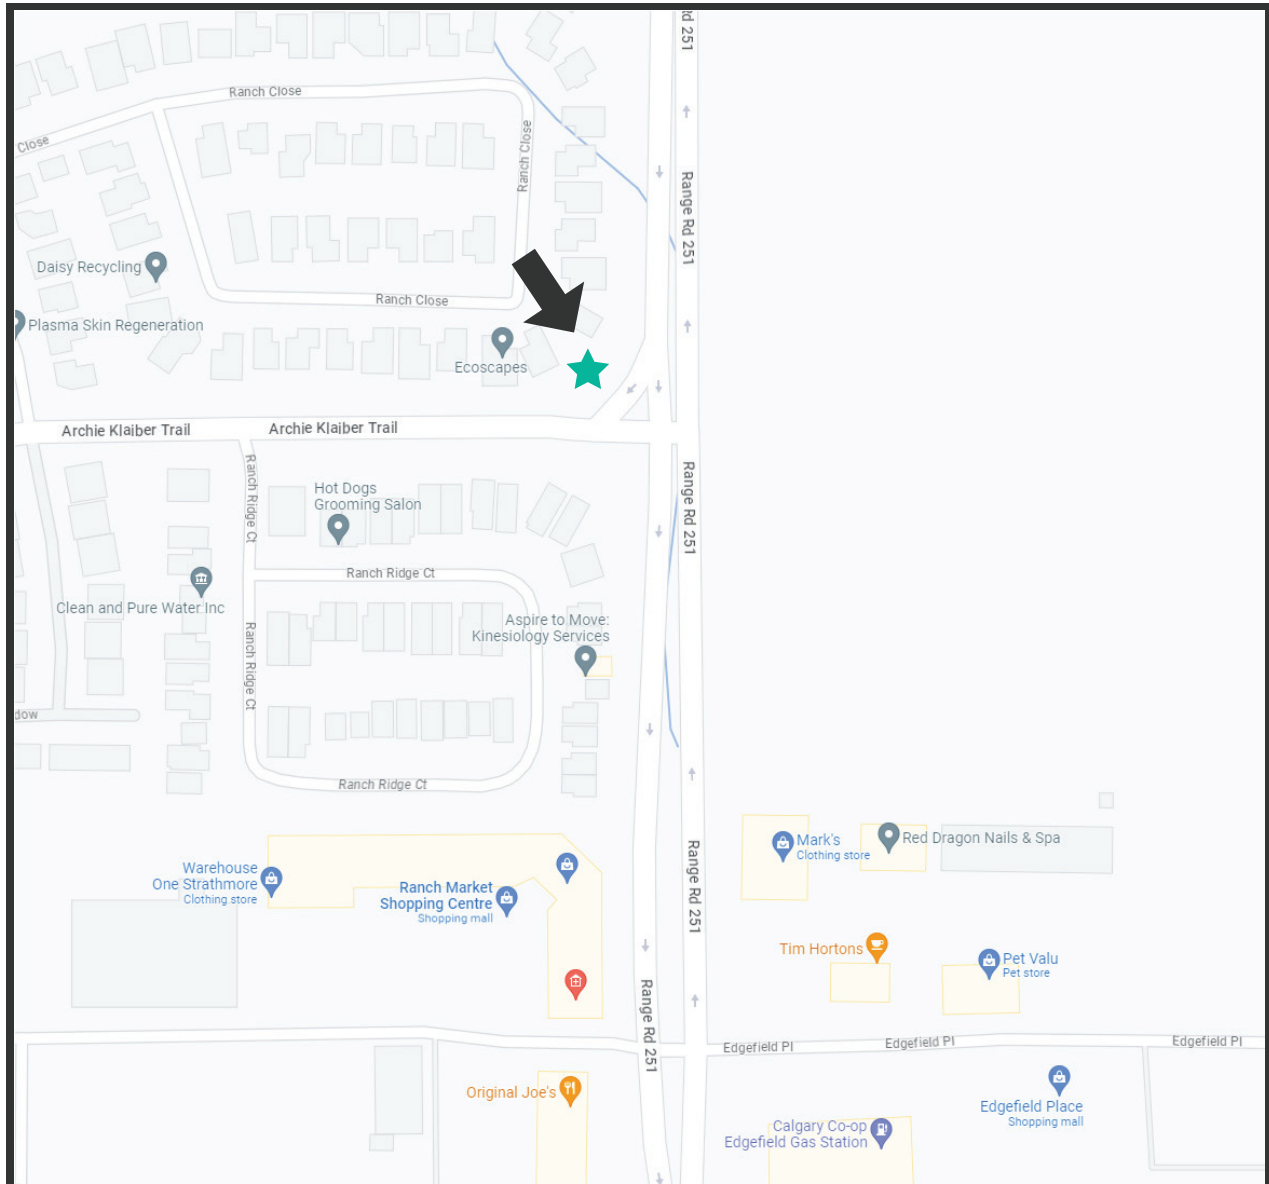 Rd 251
Ranch Close
Close
Ranch Close
Range Rd 251
Daisy Recycling
Ranch Close
Plasma Skin Regeneration
Ecoscapes
Archie Klaiber Trail
Archie Klaiber Trail
Ranch Ridge Ct
Range Rd 251
Hot Dogs
Grooming Salon
Ranch Ridge Ct
Clean and Pure Water Inc
Aspire to Move:
Kinesiology Services
Ranch Ridge Ct
dow
Ranch Ridge Ct
Mark's
Clothing store
Red Dragon Nails & Spa
Range Rd 251
Warehouse
One Strathmore
Clothing store
Ranch Market
Shopping Centre
Shopping mall
Tim Hortons
Pet Valu
Pet store
Range Rd 251
Edgefield Pl
Edgefield Pl
Edgefield Pl
Original Joe's
Edgefield Place
Shopping mall
Calgary Co-op
Edgefield Gas Station